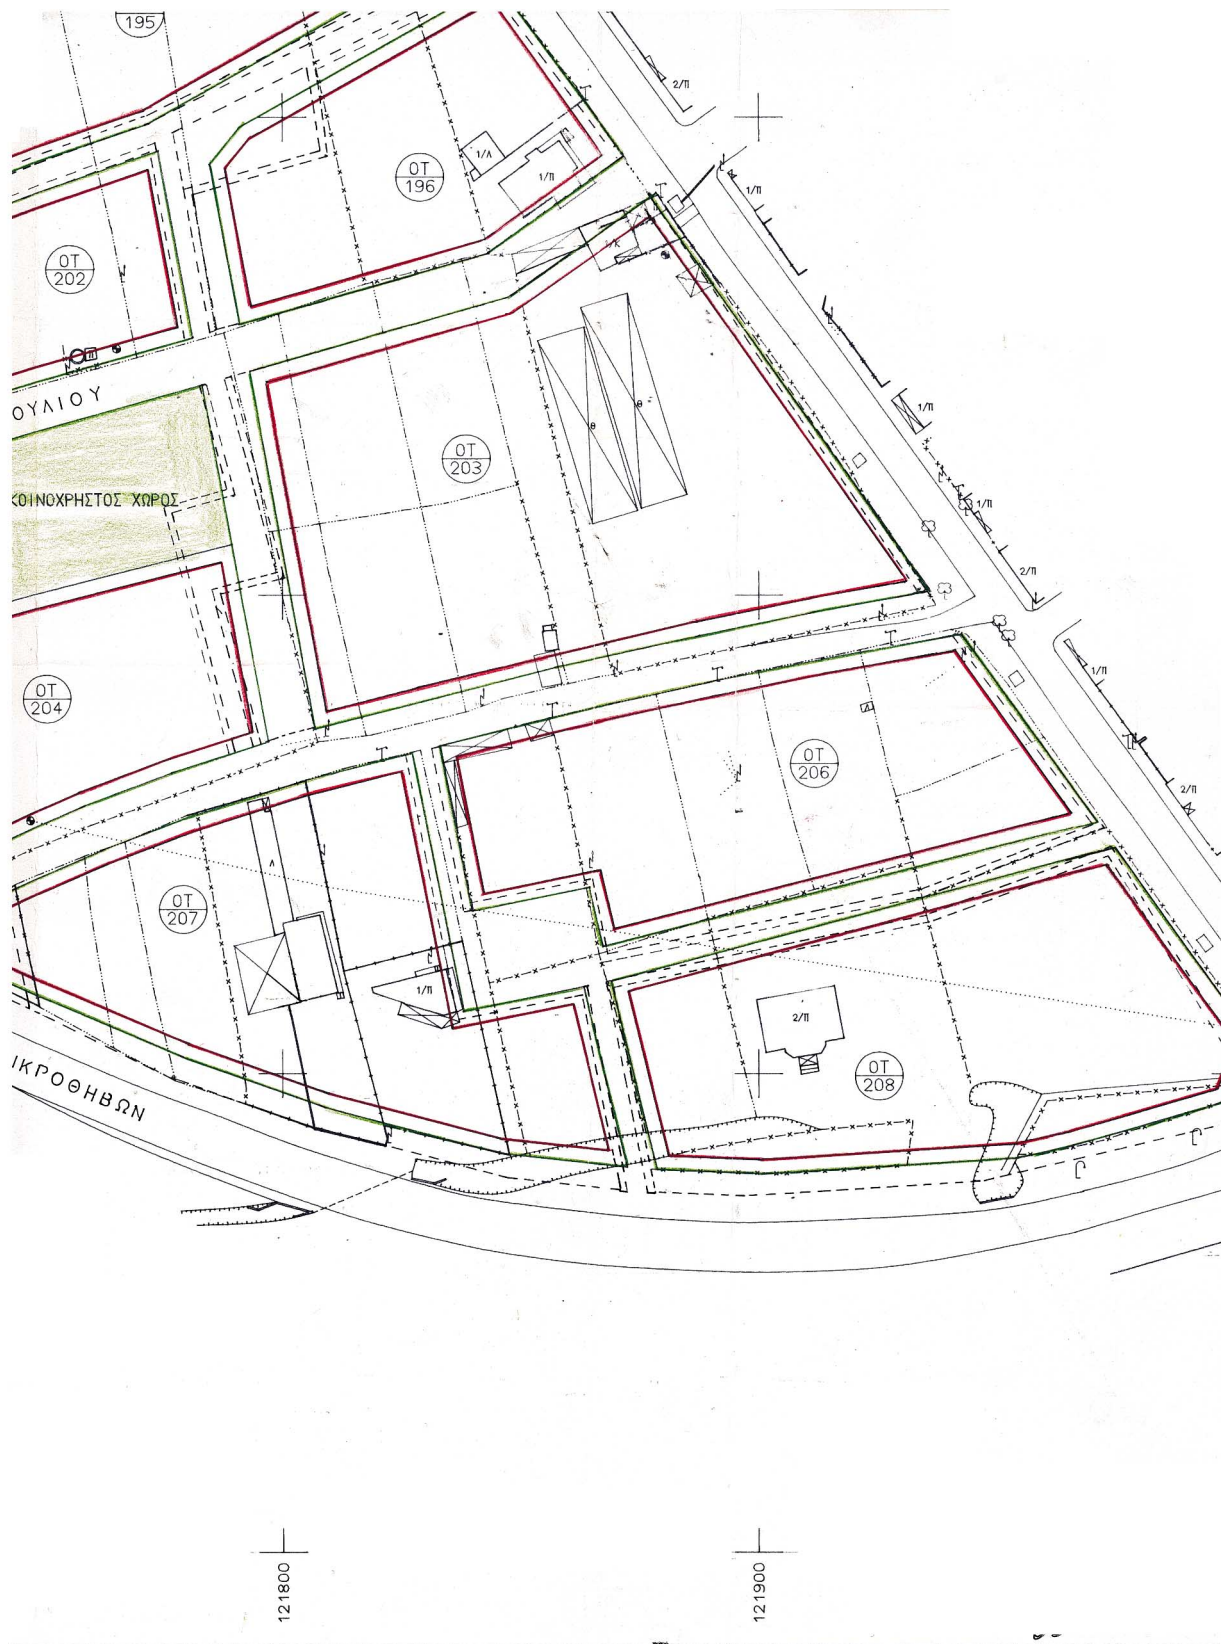 195
2/Π
1/Λ
1/Π
ΟΤ
196
1/Π
ΟΤ
202
1/Κ
ΟΥΛΙΟΥ
1/Π
Θ
Θ
ΟΤ
203
ΚΟΙΝΟΧΡΗΣΤΟΣ ΧΩΡΟΣ
1/Π
2/Π
ΟΤ
204
1/Π
ΟΤ
206
2/Π
Λ
ΟΤ
207
1/Π
2/Π
ΟΤ
208
ΙΚΡΟΘΗΒΩΝ
121800
121900